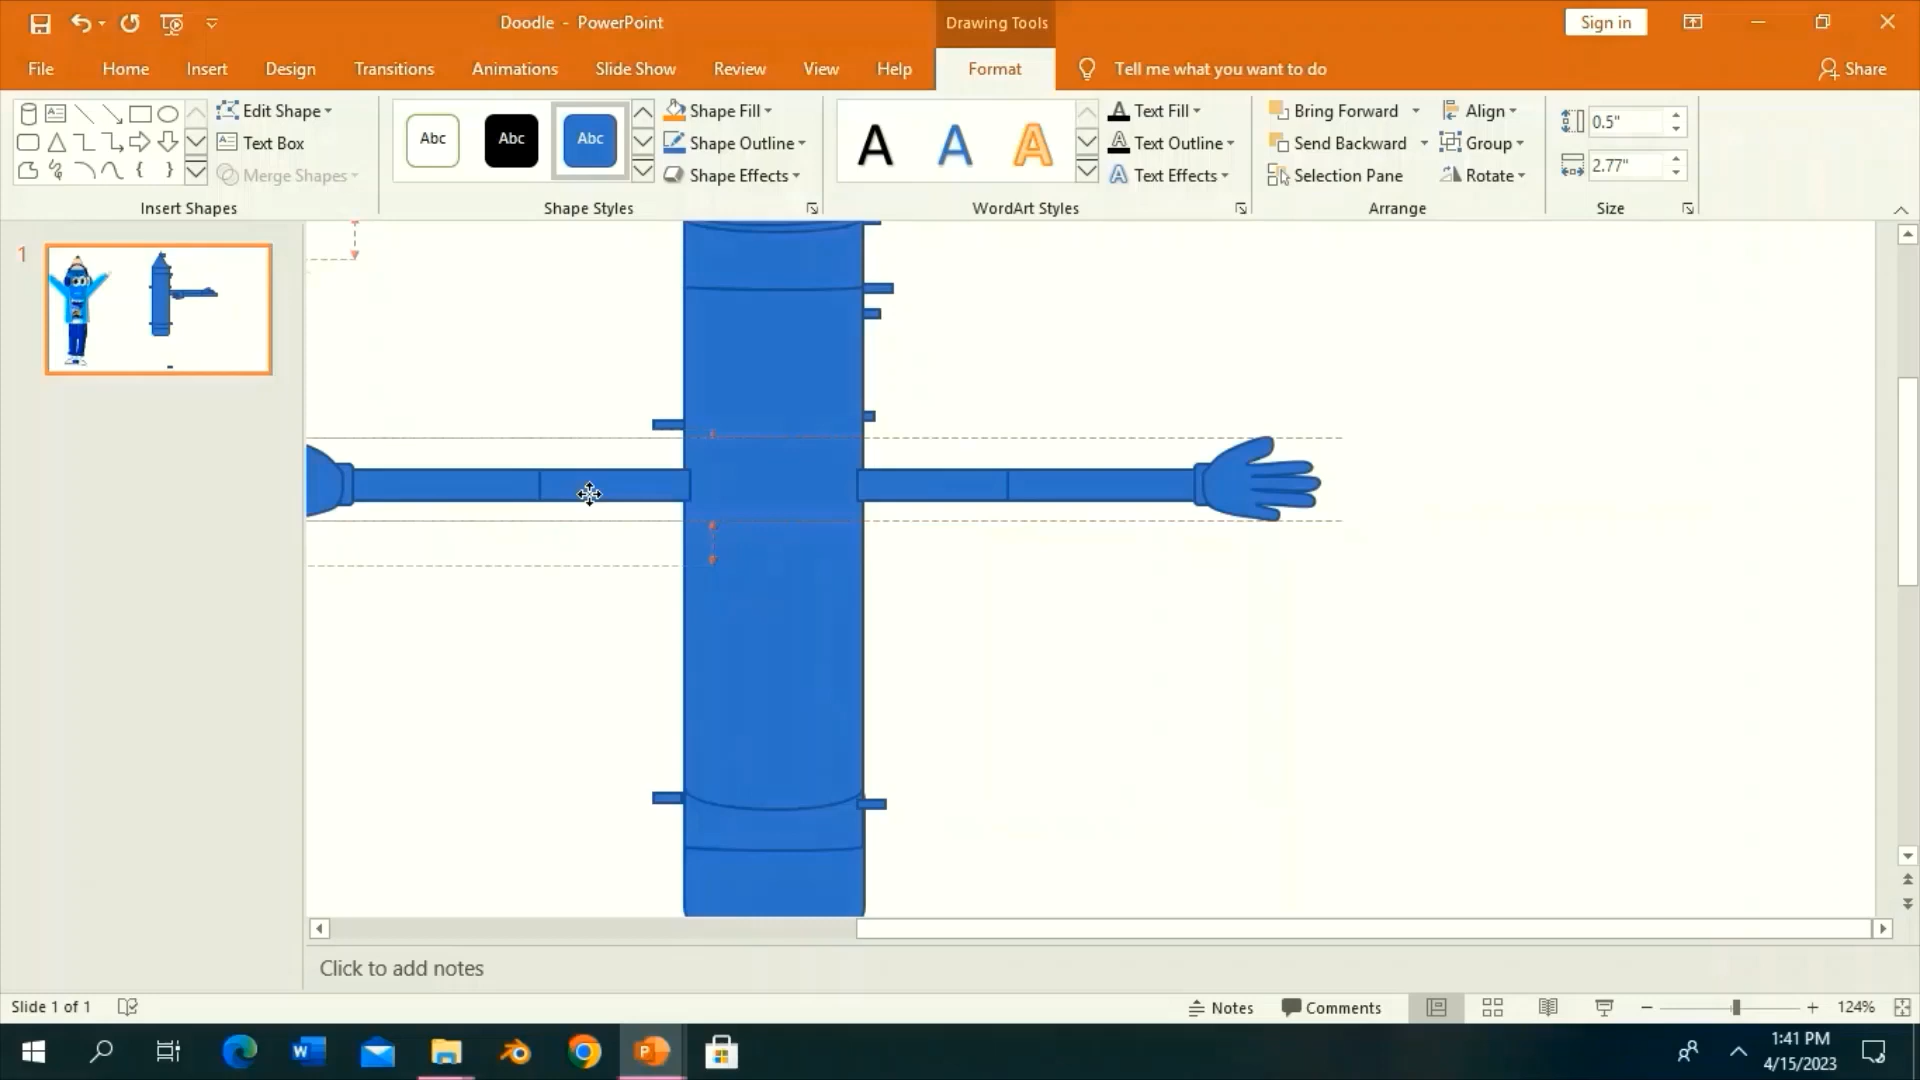 Doodle - PowerPoint
Drawing Tools
Sign in
File Home Insert Design Transitions Animations Slide Show Review View Help Format Tell me what you want to do Share
Edit Shape
Text Box
Merge Shapes
Insert Shapes
Abc Abc Abc
Shape Fill
Shape Outline
Shape Effects
Shape Styles
A A A
Text Fill
Text Outline
Text Effects
WordArt Styles
Bring Forward
Send Backward
Selection Pane
Align
Group
Rotate
Arrange
0.5"
2.77"
Size
1
Click to add notes
Slide 1 of 1
Notes
Comments
124%
1:41 PM
4/15/2023